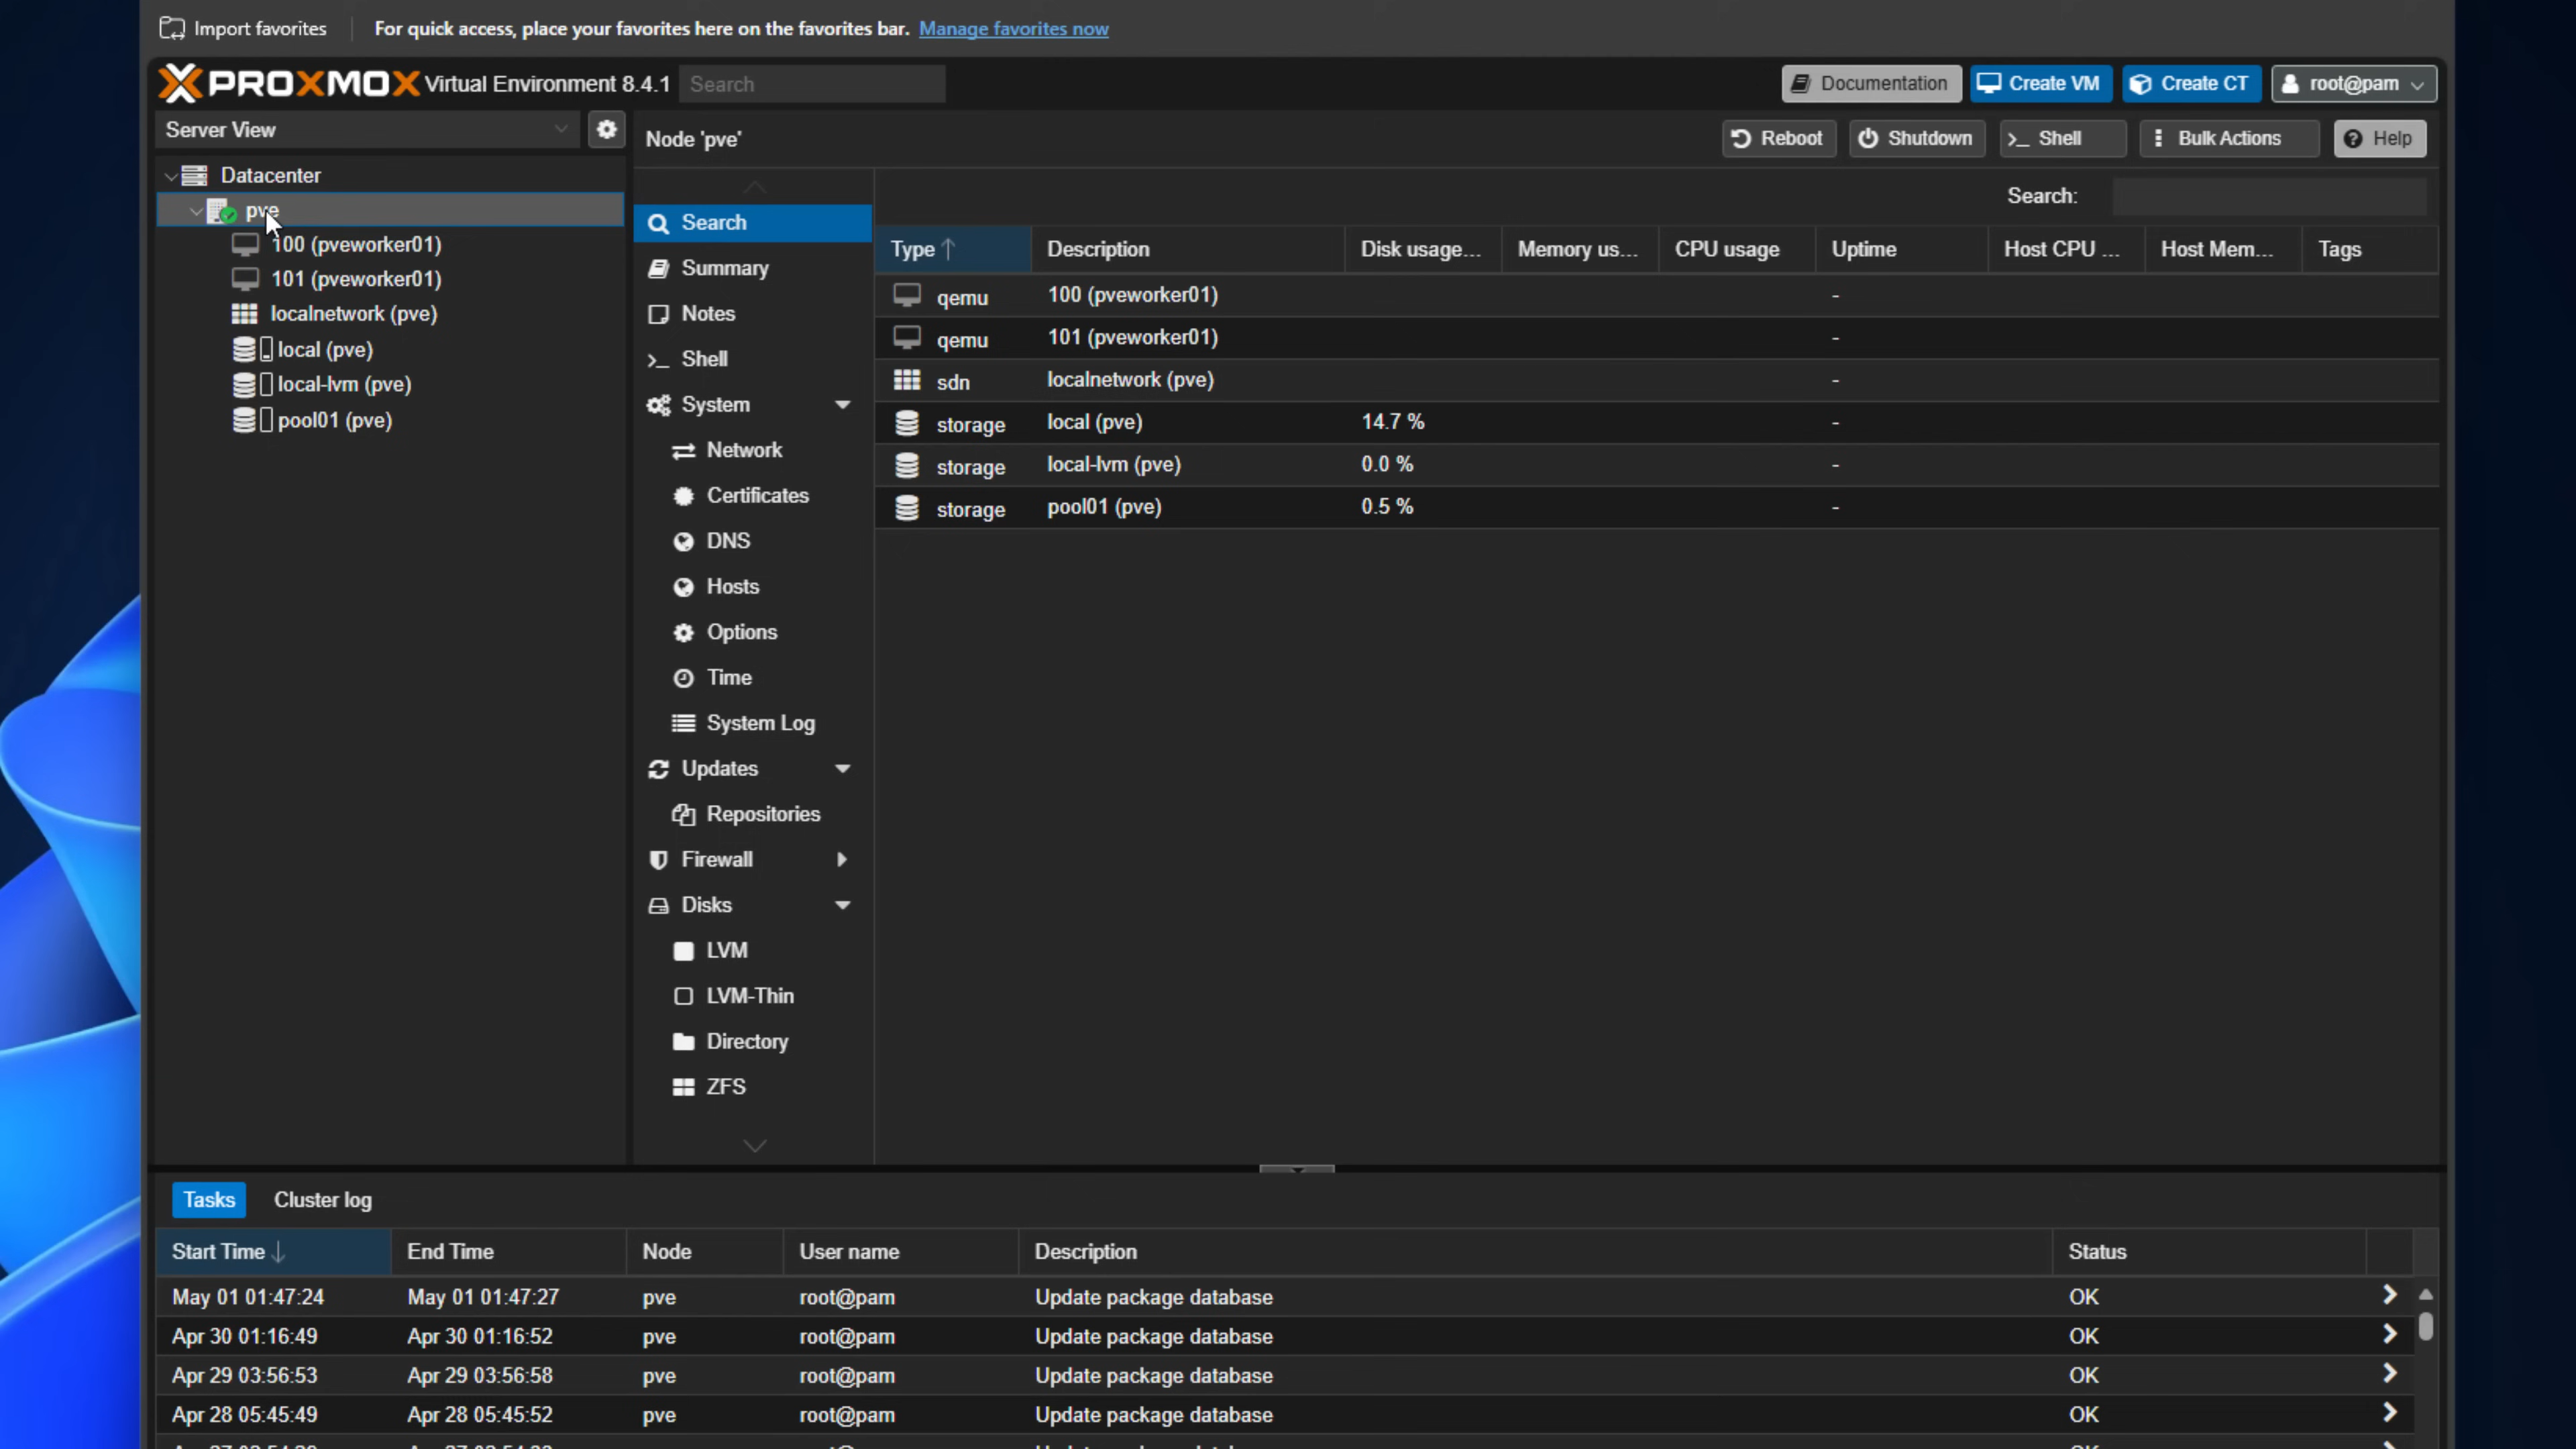 Import favorites For quick access, place your favorites here on the favorites bar. Manage favorites now
PROXMOX Virtual Environment 8.4.1 Search Documentation Create VM Create CT root@pam
Server View
Datacenter
pve
100 (pveworker01)
101 (pveworker01)
localnetwork (pve)
local (pve)
local-lvm (pve)
pool01 (pve)
Node 'pve' Reboot Shutdown Shell Bulk Actions Help
Search
Summary
Notes
Shell
System
Network
Certificates
DNS
Hosts
Options
Time
System Log
Updates
Repositories
Firewall
Disks
LVM
LVM-Thin
Directory
ZFS
Search:
Type Description Disk usage... Memory us... CPU usage Uptime Host CPU ... Host Mem... Tags
qemu 100 (pveworker01) -
qemu 101 (pveworker01) -
sdn localnetwork (pve) -
storage local (pve) 14.7 % -
storage local-lvm (pve) 0.0 % -
storage pool01 (pve) 0.5 % -
Tasks Cluster log
Start Time End Time Node User name Description Status
May 01 01:47:24 May 01 01:47:27 pve root@pam Update package database OK
Apr 30 01:16:49 Apr 30 01:16:52 pve root@pam Update package database OK
Apr 29 03:56:53 Apr 29 03:56:58 pve root@pam Update package database OK
Apr 28 05:45:49 Apr 28 05:45:52 pve root@pam Update package database OK